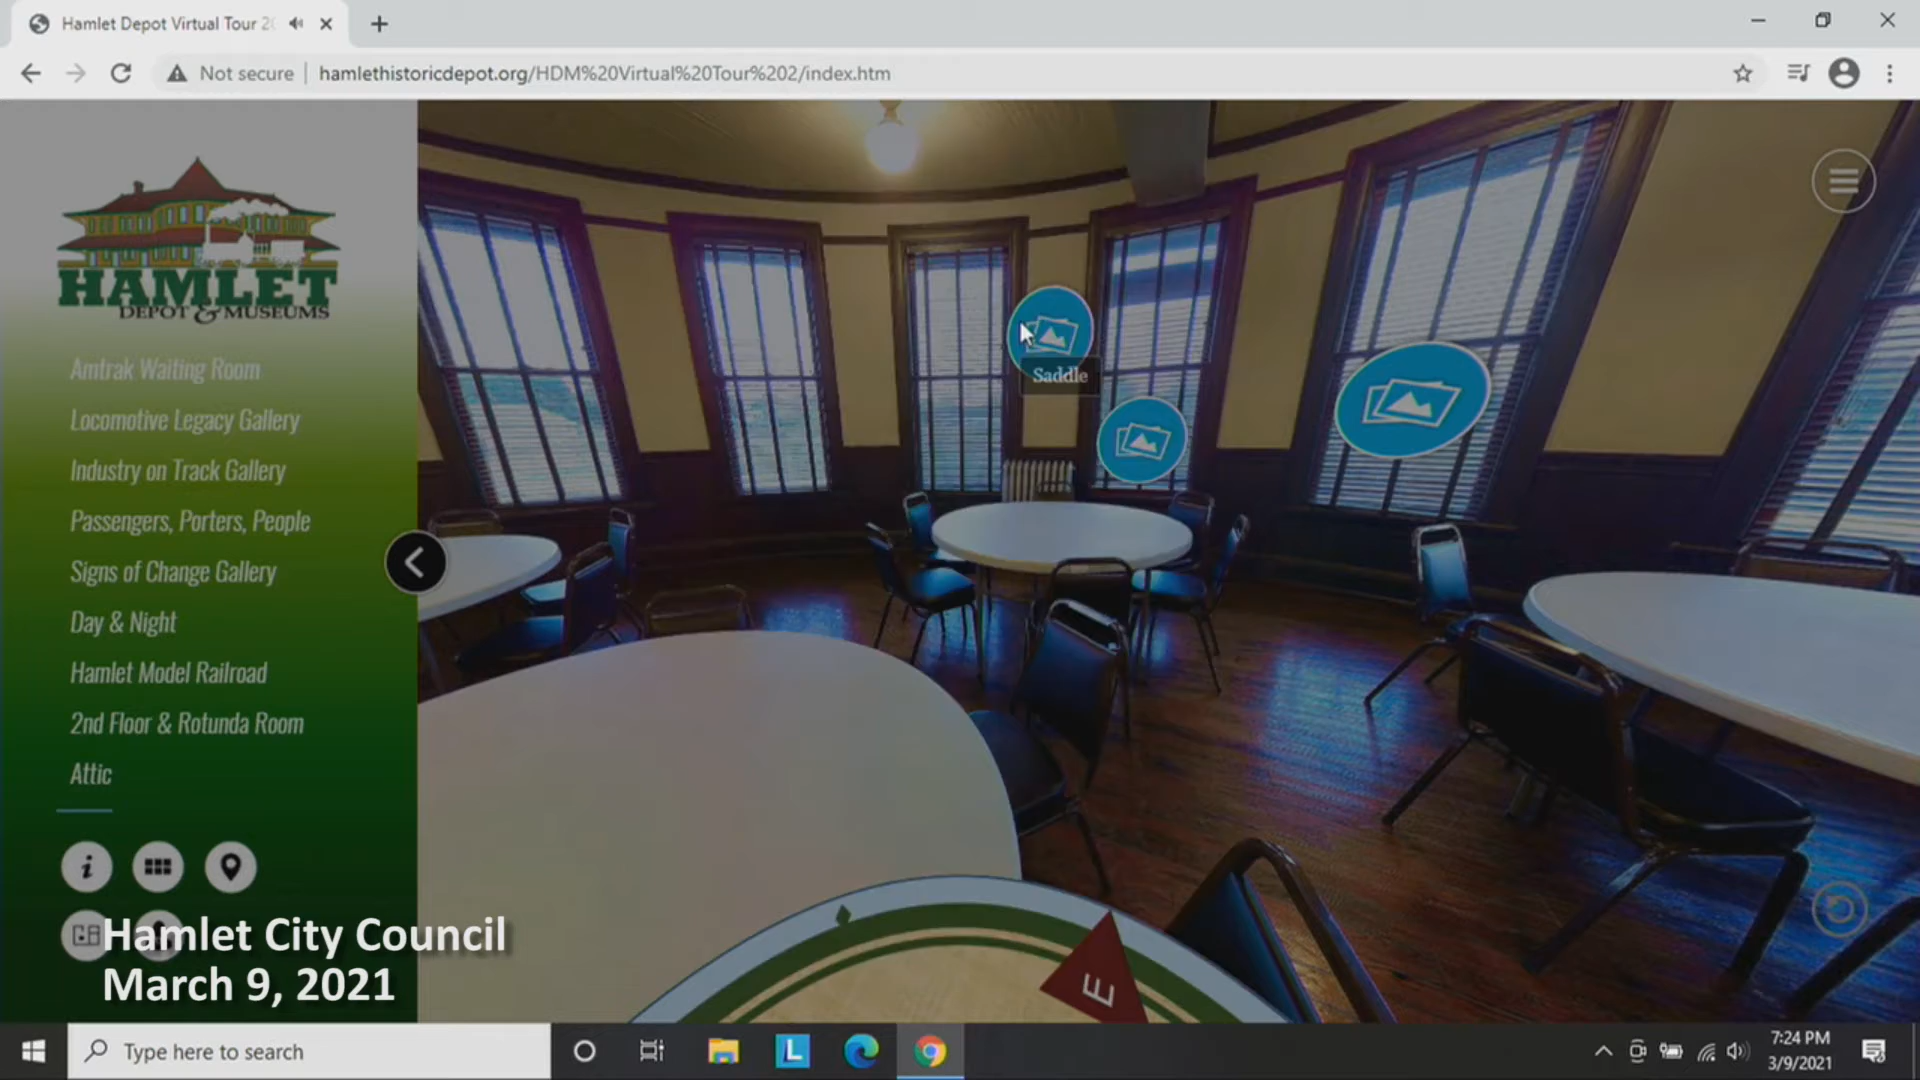 Hamlet Depot Virtual Tour 20
Not secure
hamlethistoricdepot.org/HDM%20Virtual%20Tour%202/index.htm
HAMLET
DEPOT & MUSEUMS
Amtrak Waiting Room
Locomotive Legacy Gallery
Industry on Track Gallery
Passengers, Porters, People
Signs of Change Gallery
Day & Night
Hamlet Model Railroad
2nd Floor & Rotunda Room
Attic
Saddle
E
Hamlet City Council
March 9, 2021
Type here to search
L
7:24 PM
3/9/2021